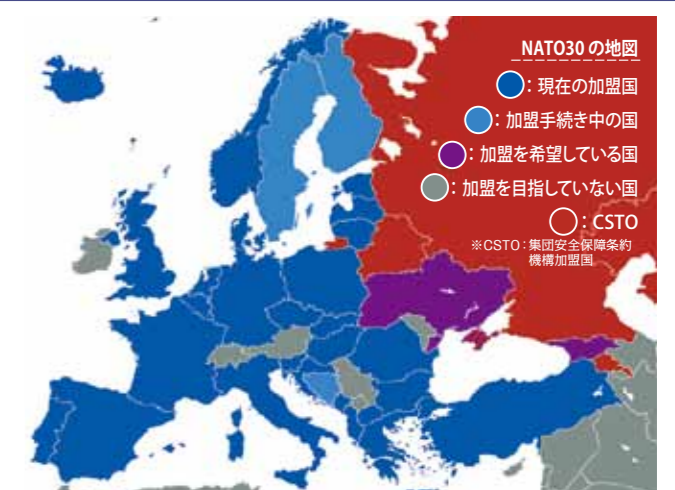 NATO30の地図
：現在の加盟国
：加盟手続き中の国
：加盟を希望している国
：加盟を目指していない国
：CSTO
※CSTO：集団安全保障条約
機構加盟国